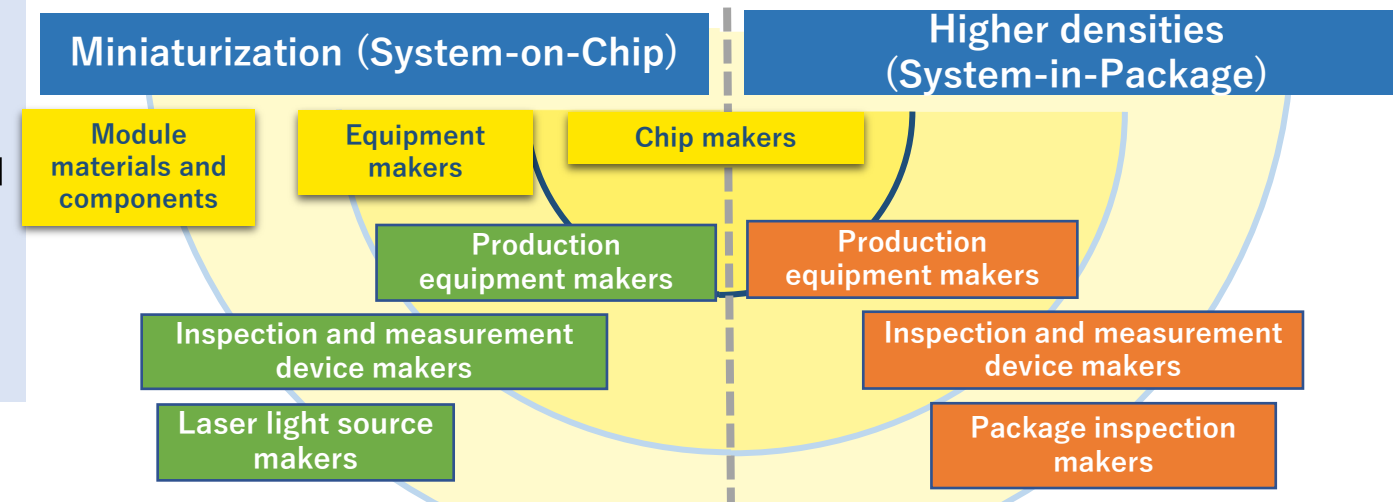 Miniaturization (System-on-Chip)
Higher densities
(System-in-Package)
Module
materials and
components
Equipment
makers
Chip makers
Production
equipment makers
Production
equipment makers
Inspection and measurement
device makers
Inspection and measurement
device makers
Laser light source
makers
Package inspection
makers